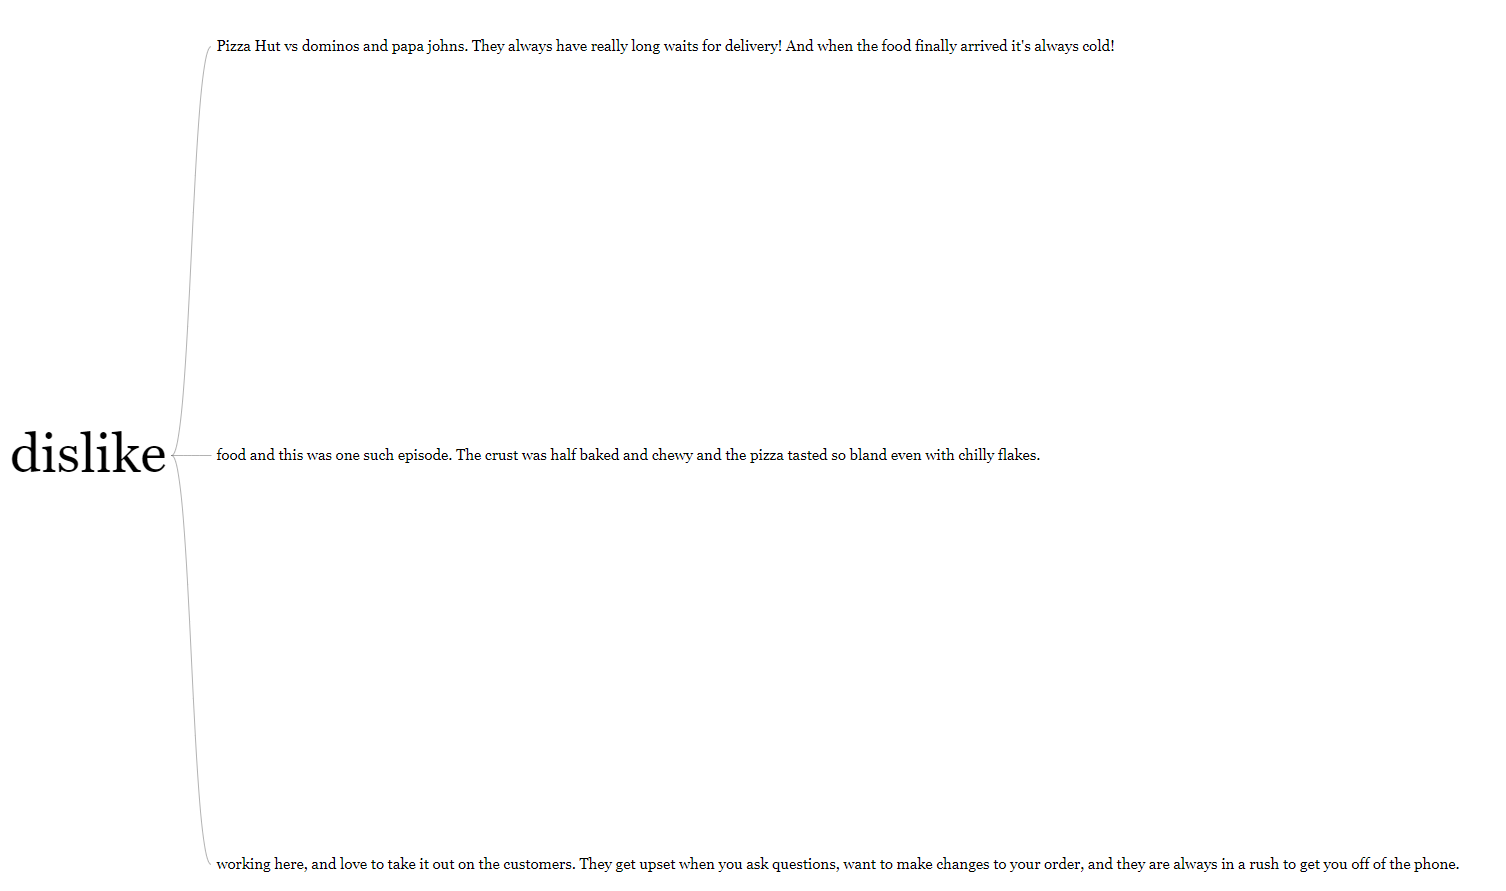 Pizza Hut vs dominos and papa johns. They always have really long waits for delivery! And when the food finally arrived it's always cold!
dislike
food and this was one such episode. The crust was half baked and chewy and the pizza tasted so bland even with chilly flakes.
working here, and love to take it out on the customers. They get upset when you ask questions, want to make changes to your order, and they are always in a rush to get you off of the phone.